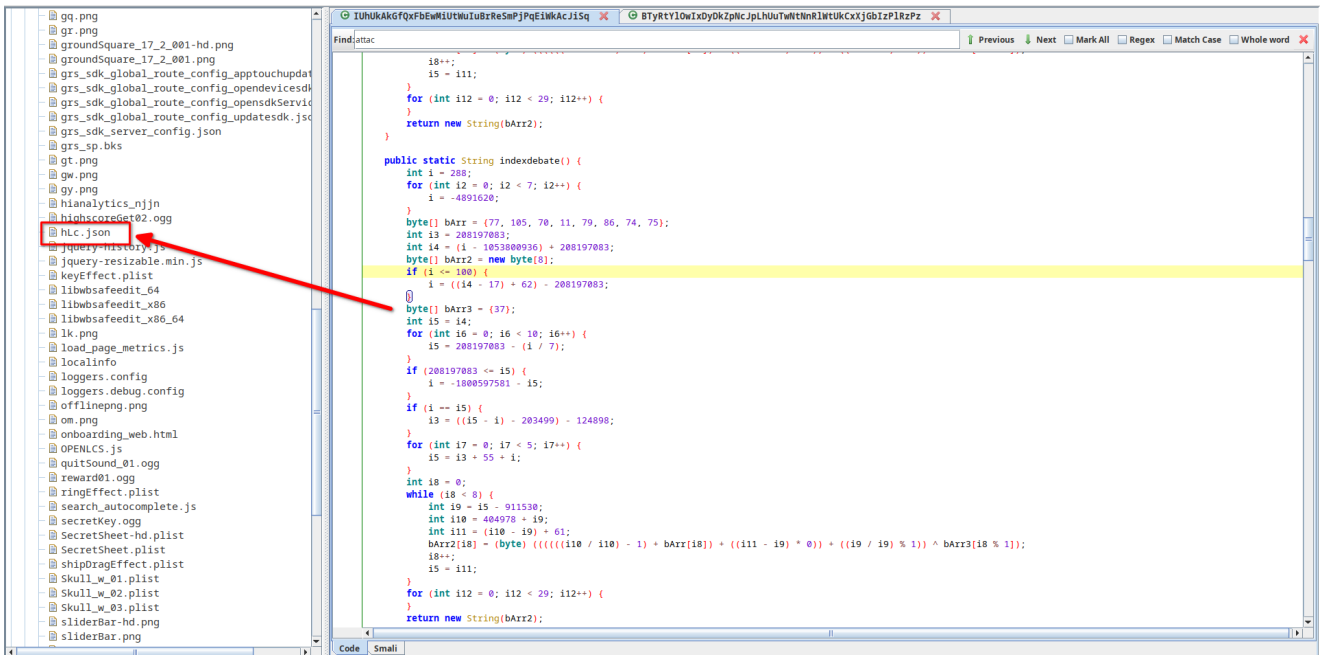 gq.png
gr.png
groundSquare_17_2_001-hd.png
groundSquare_17_2_001.png
grs_sdk_global_route_config_apptouchupdat
grs_sdk_global_route_config_opendevicesdk
grs_sdk_global_route_config_opensdkServic
grs_sdk_global_route_config_updatesdk.jso
grs_sdk_server_config.json
grs_sp.bks
gt.png
gw.png
gy.png
hianalytics_njjn
highscoreGet02.ogg
hLc.json
jquery-history.js
jquery-resizable.min.js
keyEffect.plist
libwbsafeedit_64
libwbsafeedit_x86
libwbsafeedit_x86_64
lk.png
load_page_metrics.js
localinfo
loggers.config
loggers.debug.config
offlinepng.png
om.png
onboarding_web.html
OPENLCS.js
quitSound_01.ogg
reward01.ogg
ringEffect.plist
search_autocomplete.js
secretKey.ogg
SecretSheet-hd.plist
SecretSheet.plist
shipDragEffect.plist
Skull_w_01.plist
Skull_w_02.plist
Skull_w_03.plist
sliderBar-hd.png
sliderBar.png
IUhUkAkGfQxFbEwMiUtWuIuBrReSmPjPqEiWkAcJiSq BTyRtYlOwIxDyDkZpNcJpLhUuTwNtNnRlWtUkCxXjGbIzPlRzPz
Find: attac Previous Next Mark All Regex Match Case Whole word
i8++;
i5 = i11;
}
for (int i12 = 0; i12 < 29; i12++) {
}
return new String(bArr2);
}
public static String indexdebate() {
int i = 288;
for (int i2 = 0; i2 < 7; i2++) {
i = -4891620;
}
byte[] bArr = {77, 105, 70, 11, 79, 86, 74, 75};
int i3 = 208197083;
int i4 = (i - 1053800936) + 208197083;
byte[] bArr2 = new byte[8];
if (i <= 100) {
i = ((i4 - 17) + 62) - 208197083;
}
byte[] bArr3 = {37};
int i5 = i4;
for (int i6 = 0; i6 < 10; i6++) {
i5 = 208197083 - (i / 7);
}
if (208197083 <= i5) {
i = -1800597581 - i5;
}
if (i == i5) {
i3 = ((i5 - i) - 203499) - 124898;
}
for (int i7 = 0; i7 < 5; i7++) {
i5 = i3 + 55 + i;
}
int i8 = 0;
while (i8 < 8) {
int i9 = i5 - 911530;
int i10 = 404978 + i9;
int i11 = (i10 - i9) + 61;
bArr2[i8] = (byte) ((((((i10 / i10) - 1) + bArr[i8]) + ((i11 - i9) * 0)) + ((i9 / i9) % 1)) ^ bArr3[i8 % 1]);
i8++;
i5 = i11;
}
for (int i12 = 0; i12 < 29; i12++) {
}
return new String(bArr2);
Code Smali